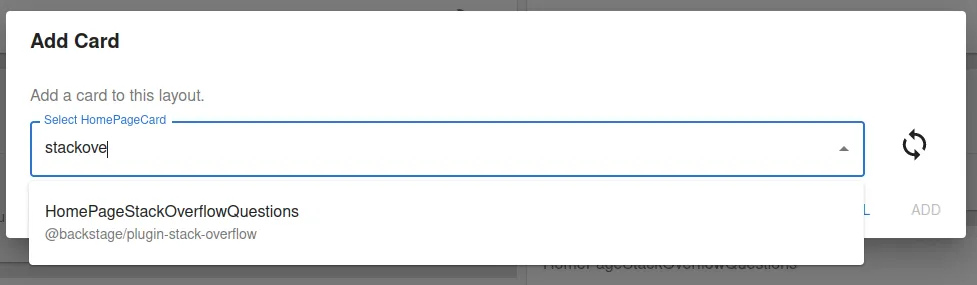 Add Card
Add a card to this layout.
Select HomePageCard
stackove
HomePageStackOverflowQuestions
@backstage/plugin-stack-overflow
ADD
HomePageStackOverflowQuestions